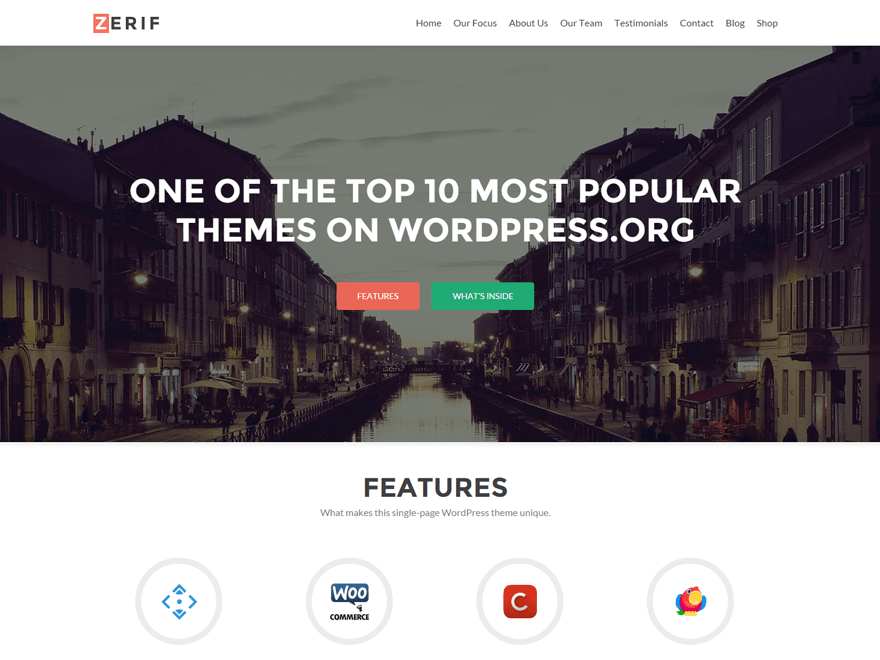 ZERIF
Home Our Focus About Us Our Team Testimonials Contact Blog Shop
ONE OF THE TOP 10 MOST POPULAR
THEMES ON WORDPRESS.ORG
FEATURES WHAT'S INSIDE
FEATURES
What makes this single-page WordPress theme unique.
WOO
COMMERCE
C